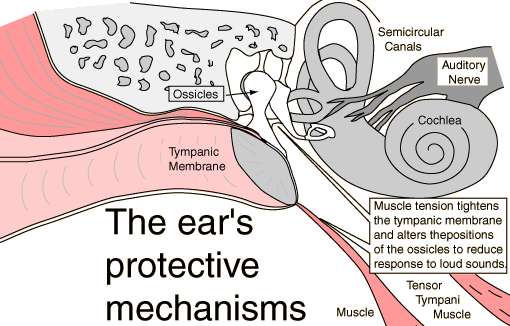 Semicircular
Canals
Auditory
Nerve
Ossicles
Cochlea
Tympanic
Membrane
Muscle tension tightens
the tympanic membrane
and alters thepositions
of the ossicles to reduce
response to loud sounds.
The ear's
protective
mechanisms
Tensor
Tympani
Muscle
Muscle